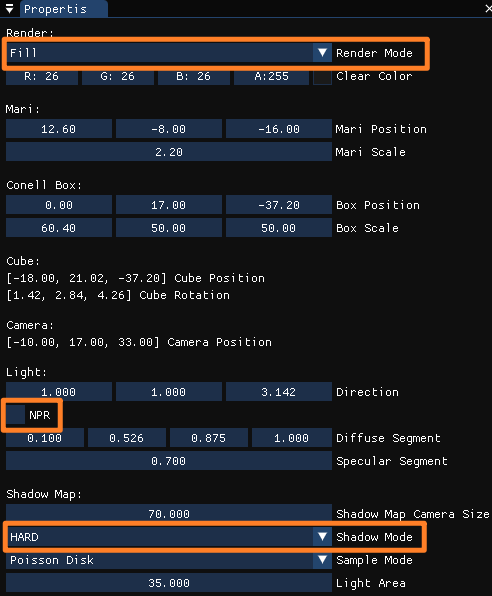 Propertis
Render:
Fill Render Mode
R: 26 G: 26 B: 26 A:255 Clear Color
Mari:
12.60 -8.00 -16.00 Mari Position
2.20 Mari Scale
Conell Box:
0.00 17.00 -37.20 Box Position
60.40 50.00 50.00 Box Scale
Cube:
[-18.00, 21.02, -37.20] Cube Position
[1.42, 2.84, 4.26] Cube Rotation
Camera:
[-10.00, 17.00, 33.00] Camera Position
Light:
1.000 1.000 3.142 Direction
NPR
0.100 0.526 0.875 1.000 Diffuse Segment
0.700 Specular Segment
Shadow Map:
70.000 Shadow Map Camera Size
HARD Shadow Mode
Poisson Disk Sample Mode
35.000 Light Area